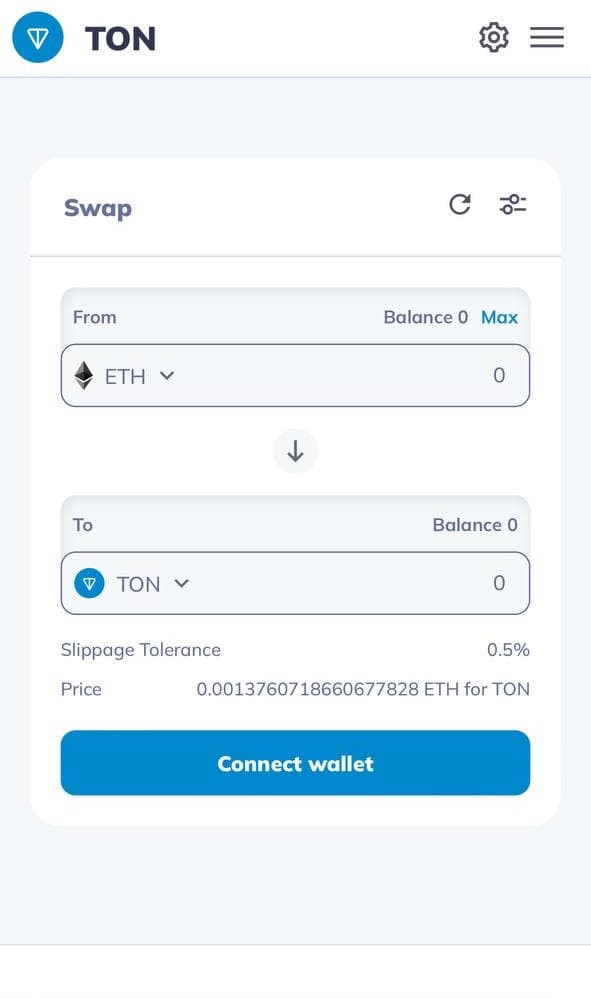 TON
Swap
From Balance 0 Max
ETH 0
To Balance 0
TON 0
Slippage Tolerance 0.5%
Price 0.0013760718660677828 ETH for TON
Connect wallet